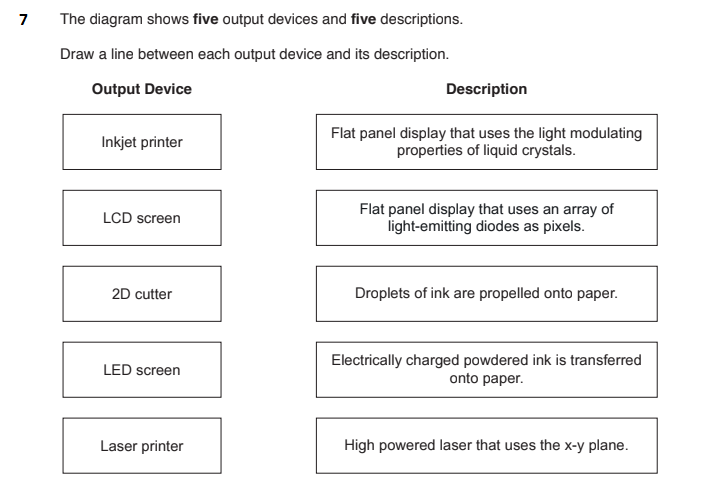 7 The diagram shows five output devices and five descriptions.
Draw a line between each output device and its description.
Output Device Description
Inkjet printer
Flat panel display that uses the light modulating
properties of liquid crystals.
LCD screen
Flat panel display that uses an array of
light-emitting diodes as pixels.
2D cutter
Droplets of ink are propelled onto paper.
LED screen
Electrically charged powdered ink is transferred
onto paper.
Laser printer
High powered laser that uses the x-y plane.